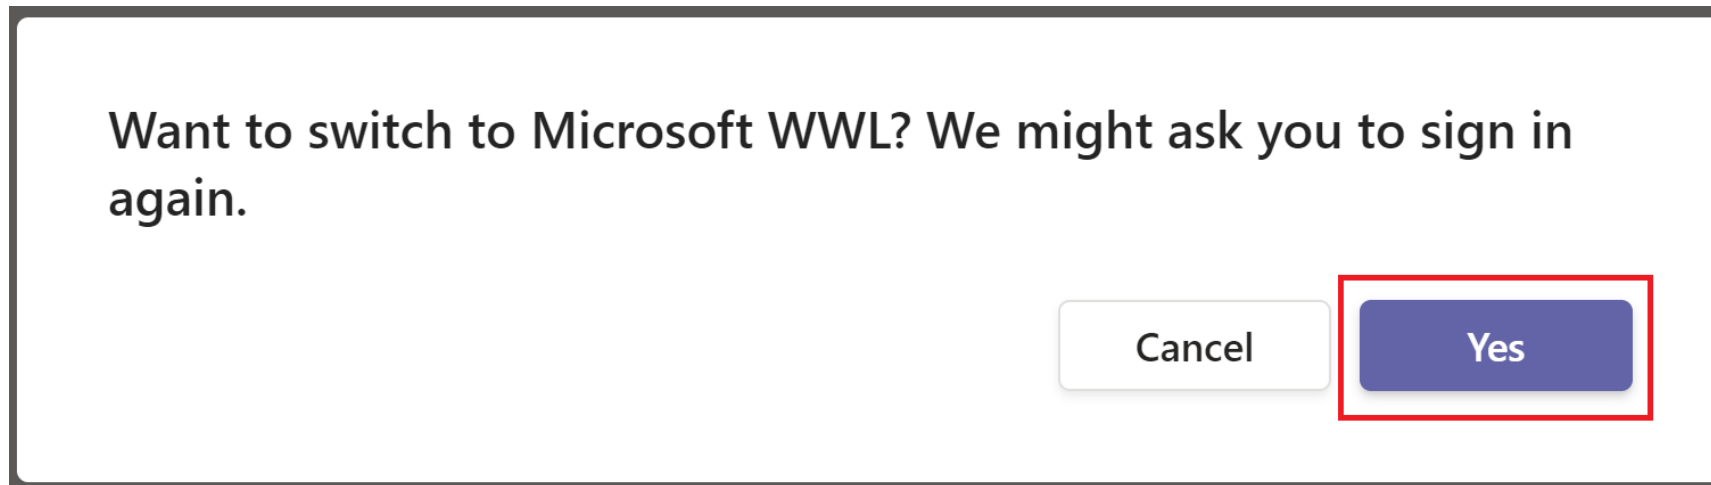 Want to switch to Microsoft WWL? We might ask you to sign in
again.
Cancel
Yes